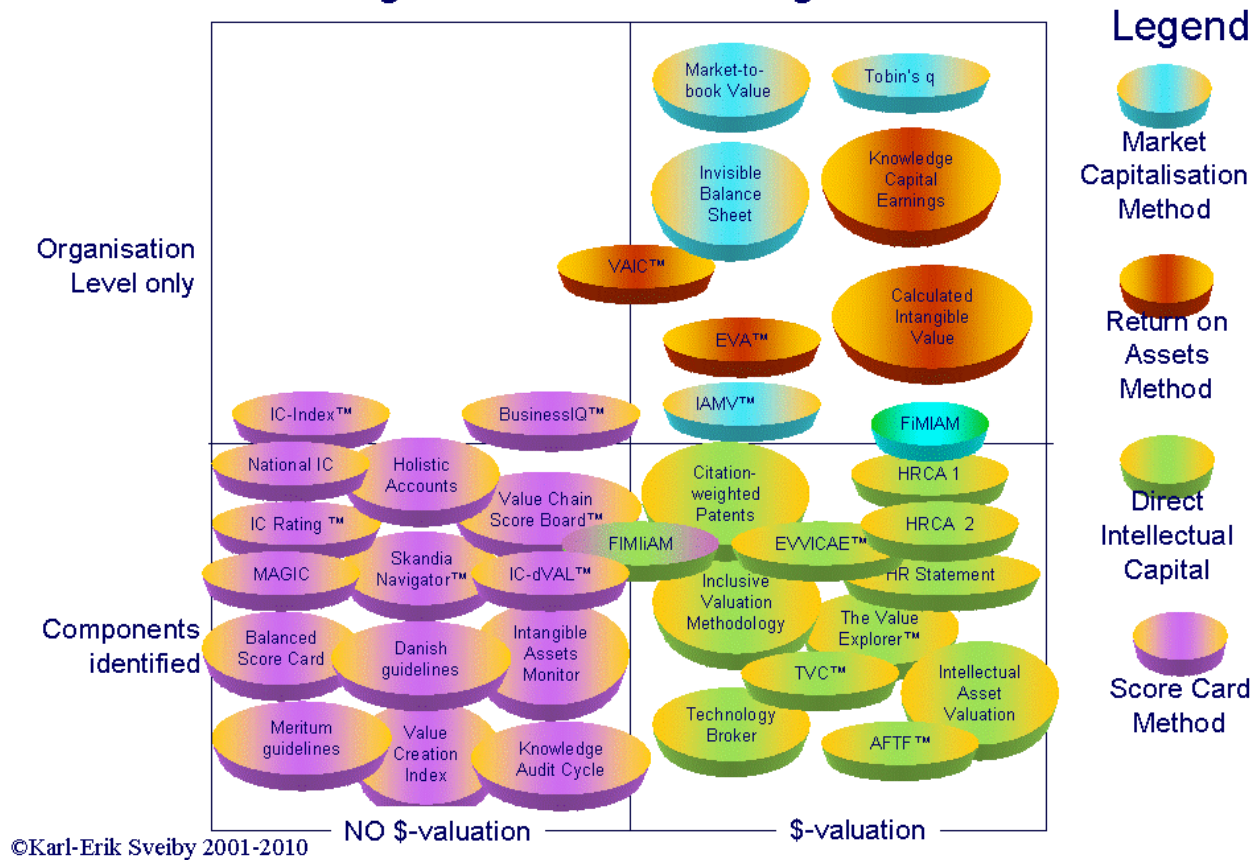 Legend
Market-to-
book Value
Tobin's q
Market
Capitalisation
Method
Invisible
Balance
Sheet
Knowledge
Capital
Earnings
Organisation
Level only
VAIC™
Calculated
Intangible
Value
Return on
Assets
Method
EVA™
IC-Index™
BusinessIQ™
IAMV™
FiMIAM
National IC
Holistic
Accounts
Value Chain
Score Board™
Citation-
weighted
Patents
HRCA 1
IC Rating ™
FIMIiAM
EVVICAE™
HRCA 2
Direct
Intellectual
Capital
MAGIC
Skandia
Navigator™
IC-dVAL™
Inclusive
Valuation
Methodology
HR Statement
Components
identified
Balanced
Score Card
Danish
guidelines
Intangible
Assets
Monitor
The Value
Explorer™
TVC™
Intellectual
Asset
Valuation
Score Card
Method
Meritum
guidelines
Value
Creation
Index
Knowledge
Audit Cycle
Technology
Broker
AFTF™
NO $-valuation
$-valuation
©Karl-Erik Sveiby 2001-2010